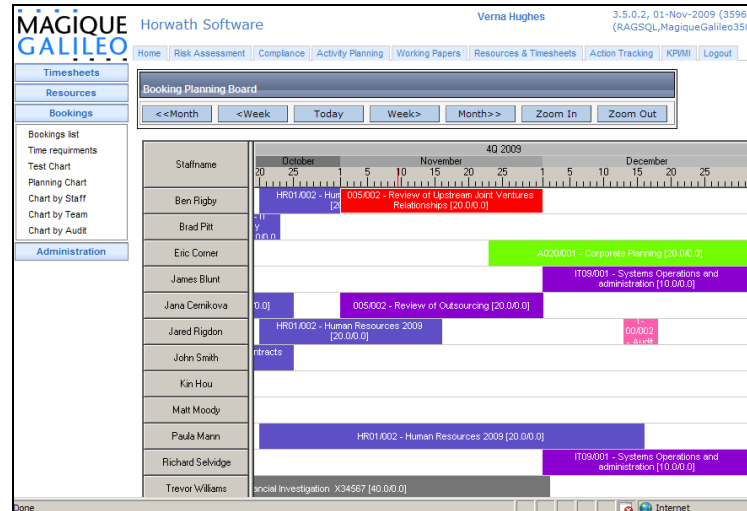 MAGIQUE
GALILEO
Horwath Software
Verna Hughes
3.5.0.2, 01-Nov-2009 (3596
(RAGSQL,MagiqueGalileo350
Home Risk Assessment Compliance Activity Planning Working Papers Resources & Timesheets Action Tracking KPI/MI Logout
Timesheets
Resources
Bookings
Bookings list
Time requirments
Test Chart
Planning Chart
Chart by Staff
Chart by Team
Chart by Audit
Administration
Booking Planning Board
<<Month <Week Today Week> Month>> Zoom In Zoom Out
Staffname
4Q 2009
October November December
20 25 1 5 10 15 20 25 1 5 10 15 20 25
Ben Rigby
HR01/002 - Hum
[20
005/002 - Review of Upstream Joint Ventures
Relationships [20.0/0.0]
Brad Pitt
y
0/0.0
Eric Corner
A020/001 - Corporate Planning [20.0/0.0]
James Blunt
IT09/001 - Systems Operations and
administration [10.0/0.0]
Jana Cernikova
/0.0]
005/002 - Review of Outsourcing [20.0/0.0]
Jared Rigdon
HR01/002 - Human Resources 2009
[20.0/0.0]
00/002
- Audit
John Smith
ntracts
Kin Hou
Matt Moody
Paula Mann
HR01/002 - Human Resources 2009 [20.0/0.0]
Richard Selvidge
IT09/001 - Systems Operations and
administration [10.0/0.0]
Trevor Williams
ancial Investigation X34567 [40.0/0.0]
Done
Internet